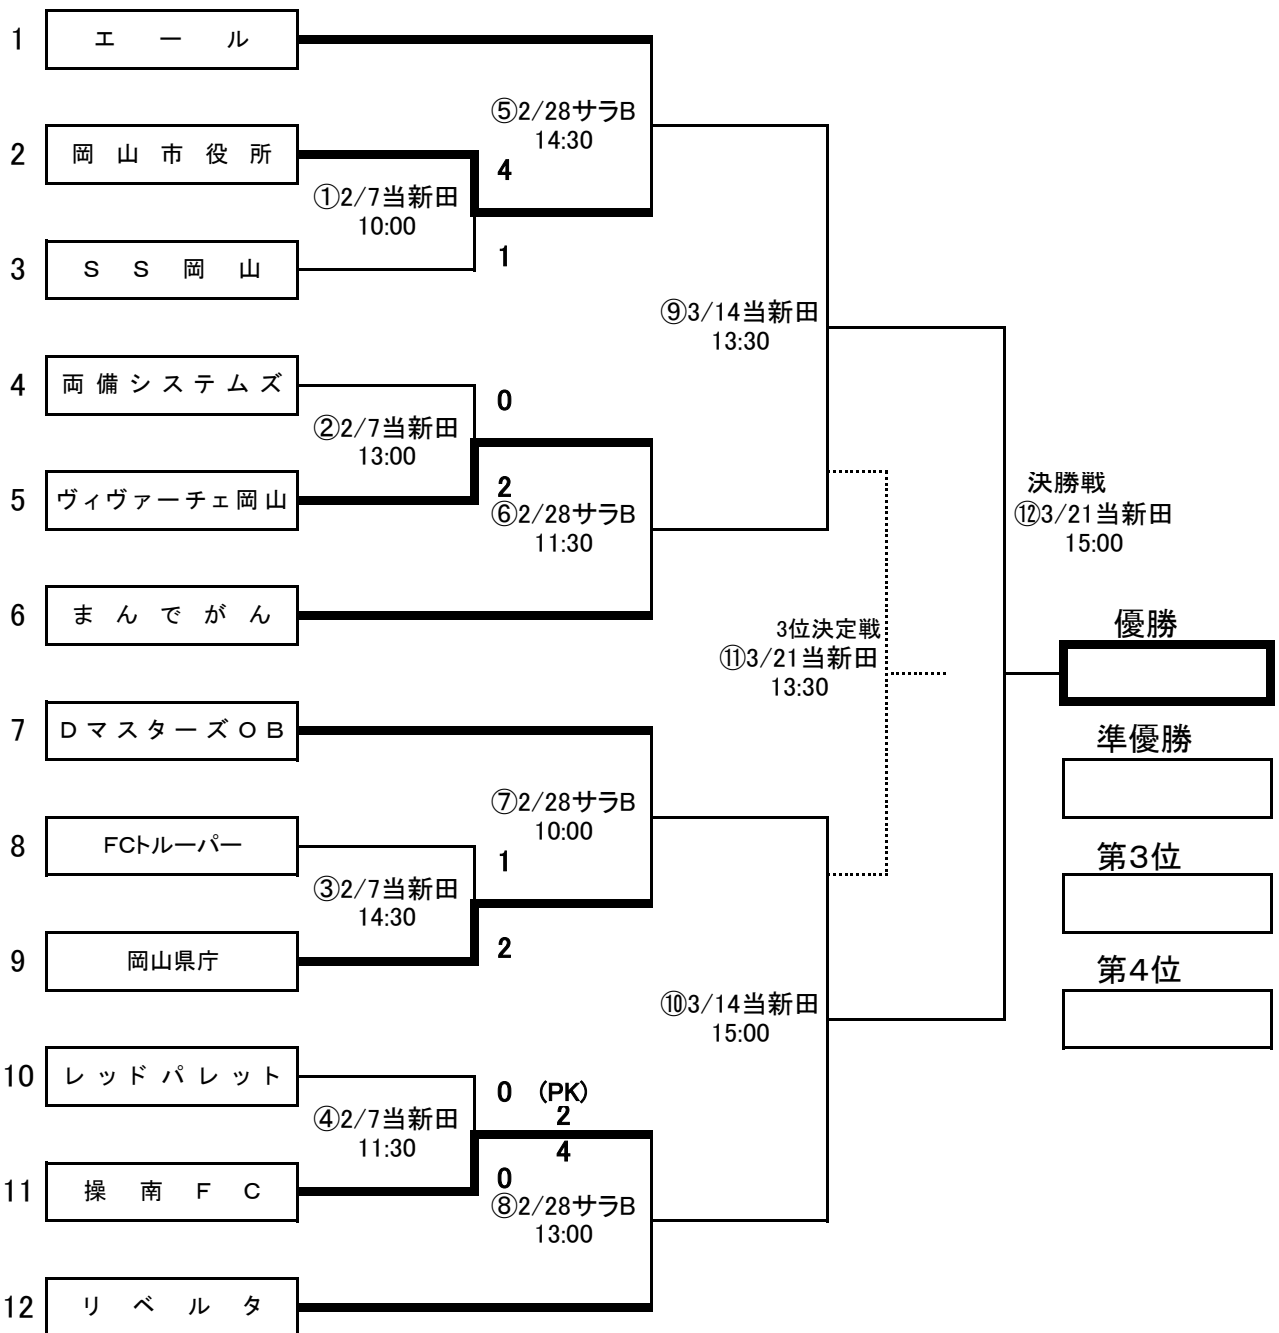 1 エール
⑤2/28サラB
14:30
2 岡山市役所
4
①2/7当新田
10:00
1
3 SS岡山
⑨3/14当新田
13:30
4 両備システムズ
0
②2/7当新田
13:00
決勝戦
5 ヴィヴァーチェ岡山
2
⑥2/28サラB
11:30
⑫3/21当新田
15:00
6 まんでがん
優勝
3位決定戦
⑪3/21当新田
13:30
7 DマスターズOB
準優勝
⑦2/28サラB
10:00
8 FCトルーパー
1
第3位
③2/7当新田
14:30
2
9 岡山県庁
第4位
⑩3/14当新田
15:00
10 レッドパレット
0 (PK)
2
④2/7当新田
11:30
4
0
11 操南FC
⑧2/28サラB
13:00
12 リベルタ